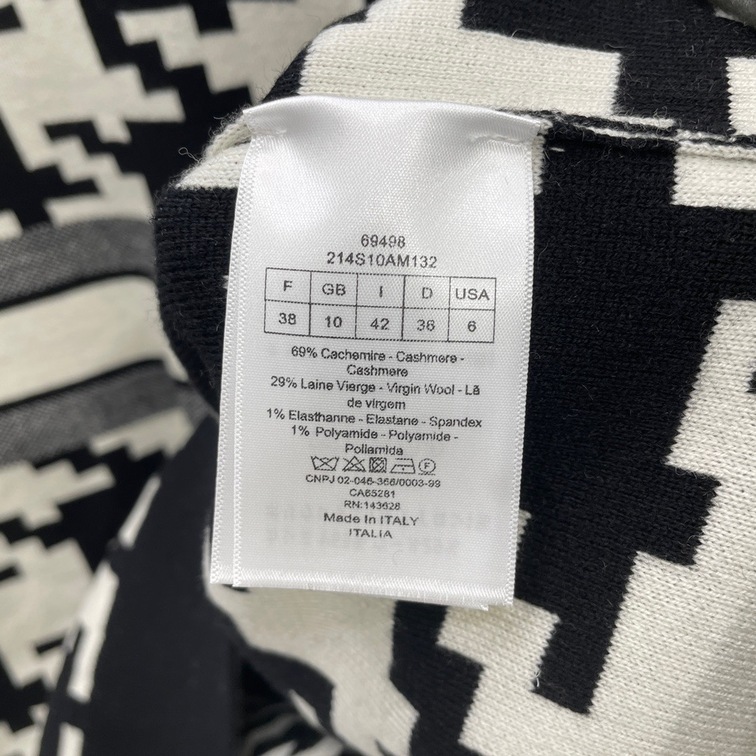 69498
214S10AM132
F GB I D USA
38 10 42 36 6
69% Cachemire - Cashmere -
Cashmere
29% Laine Vierge - Virgin Wool - Lã
de virgem
1% Elasthanne - Elastane - Spandex
1% Polyamide - Polyamide -
Poliamida
CNPJ 02-046-366/0003-99
CA65281
RN:143628
Made In ITALY
ITALIA